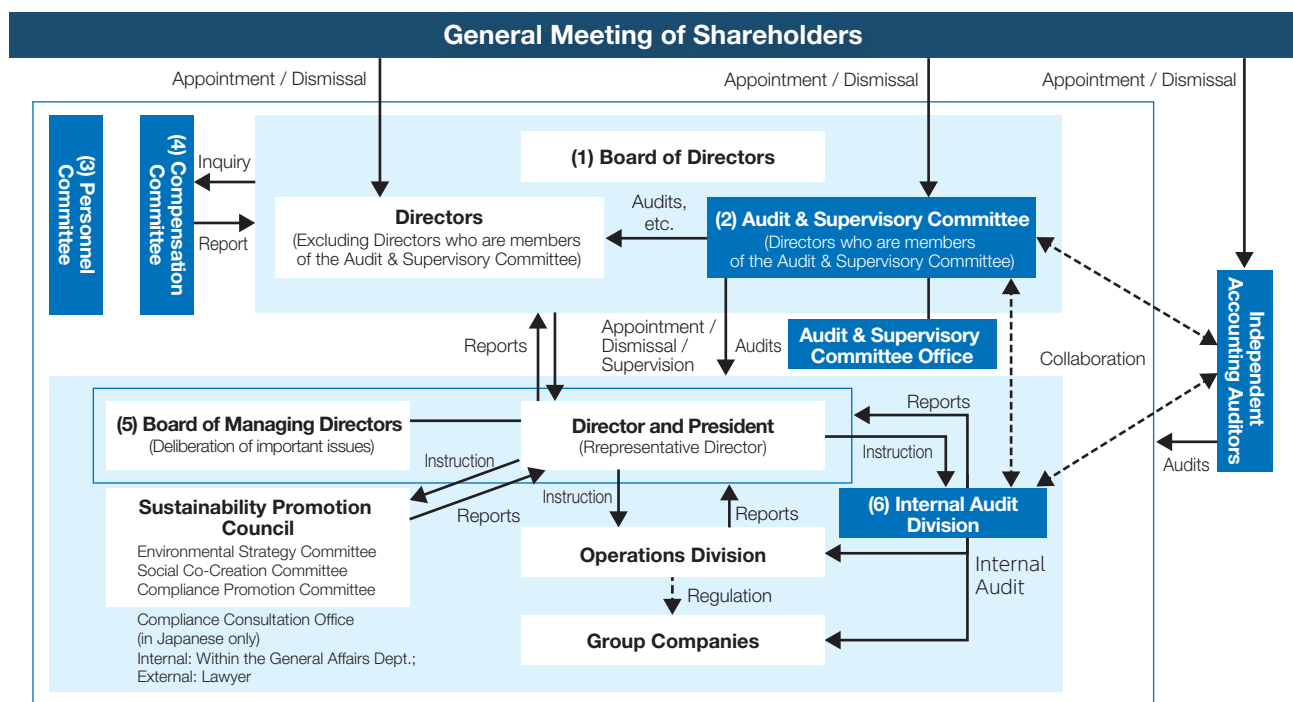 General Meeting of Shareholders
Appointment / Dismissal
Appointment / Dismissal
Appointment / Dismissal
(3) Personnel
Committee
(4) Compensation
Committee
Inquiry
Report
(1) Board of Directors
Directors
(Excluding Directors who are members
of the Audit & Supervisory Committee)
Audits,
etc.
(2) Audit & Supervisory Committee
(Directors who are members
of the Audit & Supervisory Committee)
Independent
Accounting Auditors
Reports
Appointment /
Dismissal /
Supervision
Audits
Audit & Supervisory
Committee Office
Collaboration
(5) Board of Managing Directors
(Deliberation of important issues)
Director and President
(Rrepresentative Director)
Reports
Instruction
Audits
Instruction
Reports
Instruction
Reports
Sustainability Promotion
Council
Environmental Strategy Committee
Social Co-Creation Committee
Compliance Promotion Committee
(6) Internal Audit
Division
Operations Division
Internal
Audit
Regulation
Group Companies
Compliance Consultation Office
(in Japanese only)
Internal: Within the General Affairs Dept.;
External: Lawyer